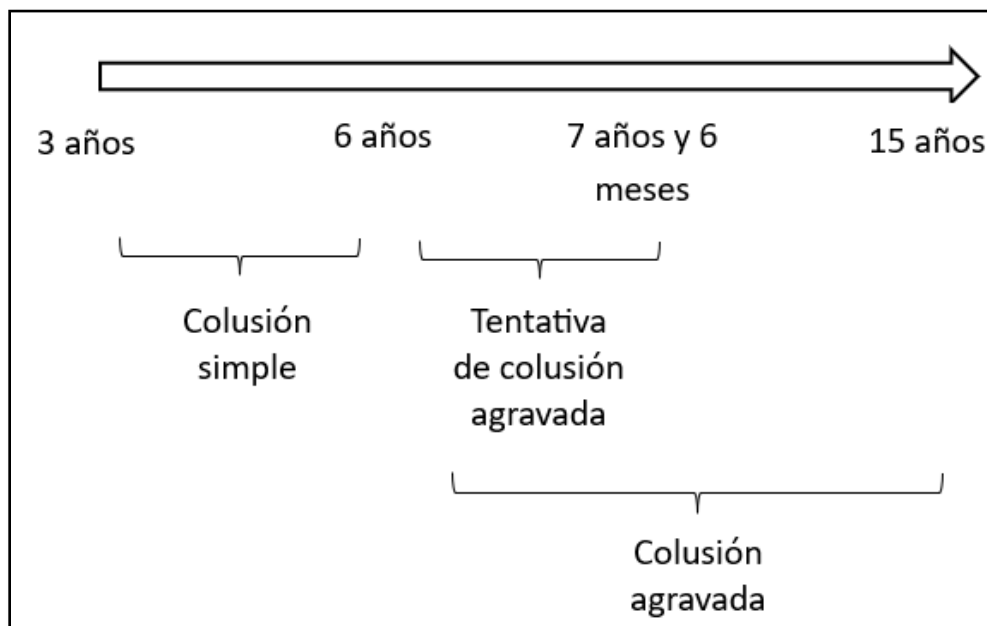 3 años
6 años
7 años y 6
meses
15 años
Colusión
simple
Tentativa
de colusión
agravada
Colusión
agravada